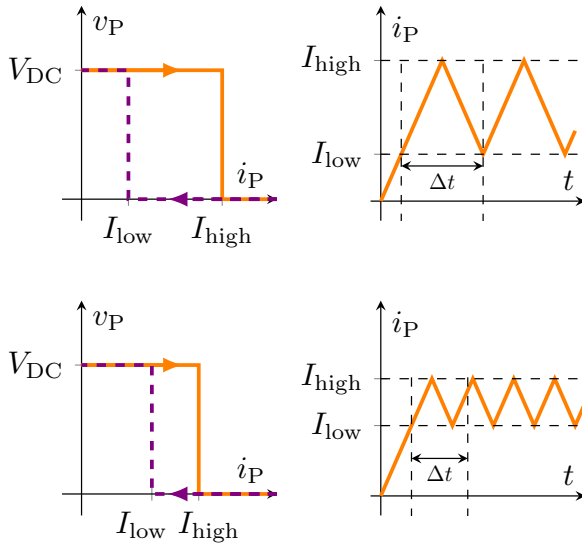 v_P
V_DC
i_P
I_low
I_high
i_P
I_high
I_low
Δt
t
v_P
V_DC
i_P
I_low
I_high
i_P
I_high
I_low
Δt
t